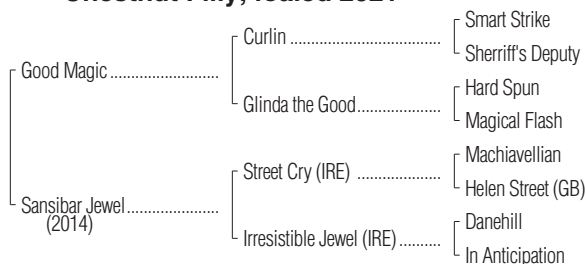 Chestnut Filly; foaled 2021
Smart Strike
Curlin ......................................
Sherriff's Deputy
Good Magic ...........................
Hard Spun
Glinda the Good......................
Magical Flash
Machiavellian
Street Cry (IRE) .....................
Helen Street (GB)
Sansibar Jewel.......................
(2014)
Danehill
Irresistible Jewel (IRE)..........
In Anticipation